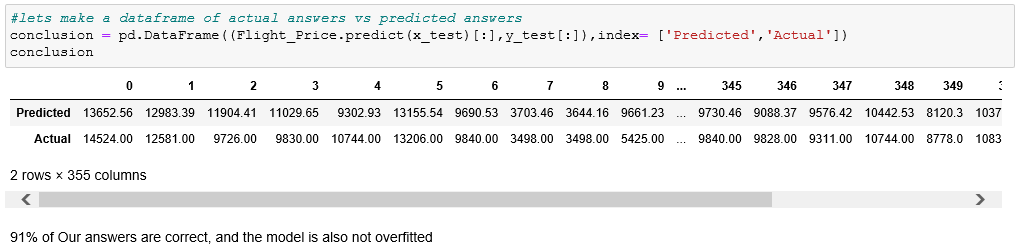 #lets make a dataframe of actual answers vs predicted answers
conclusion = pd.DataFrame((Flight_Price.predict(x_test)[:],y_test[:]),index= ['Predicted','Actual'])
conclusion
0 1 2 3 4 5 6 7 8 9 ... 345 346 347 348 349
Predicted 13652.56 12983.39 11904.41 11029.65 9302.93 13155.54 9690.53 3703.46 3644.16 9661.23 ... 9730.46 9088.37 9576.42 10442.53 8120.3 1037
Actual 14524.00 12581.00 9726.00 9830.00 10744.00 13206.00 9840.00 3498.00 3498.00 5425.00 ... 9840.00 9828.00 9311.00 10744.00 8778.0 1083
2 rows × 355 columns
91% of Our answers are correct, and the model is also not overfitted